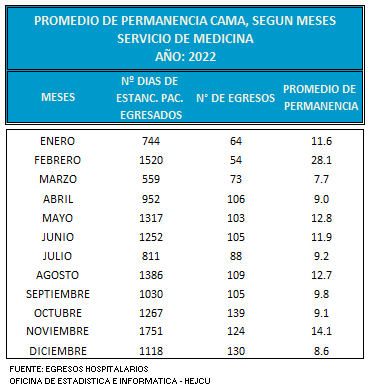 PROMEDIO DE PERMANENCIA CAMA, SEGUN MESES
SERVICIO DE MEDICINA
AÑO: 2022
MESES Nº DIAS DE ESTANC. PAC. EGRESADOS N° DE EGRESOS PROMEDIO DE PERMANENCIA
ENERO 744 64 11.6
FEBRERO 1520 54 28.1
MARZO 559 73 7.7
ABRIL 952 106 9.0
MAYO 1317 103 12.8
JUNIO 1252 105 11.9
JULIO 811 88 9.2
AGOSTO 1386 109 12.7
SEPTIEMBRE 1030 105 9.8
OCTUBRE 1267 139 9.1
NOVIEMBRE 1751 124 14.1
DICIEMBRE 1118 130 8.6
FUENTE: EGRESOS HOSPITALARIOS
OFICINA DE ESTADISTICA E INFORMATICA - HEJCU